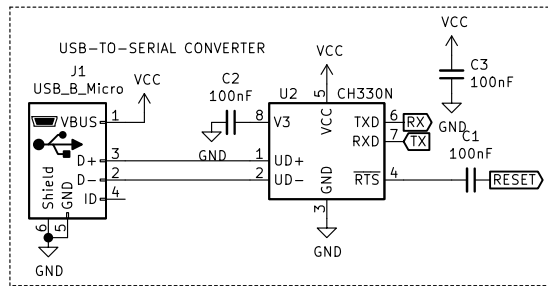 USB-TO-SERIAL CONVERTER
J1
USB_B_Micro
VCC
VBUS 1
D+ 3
D- 2
ID 4
Shield
GND
6
5
GND
C2
100nF
GND
U2
CH330N
VCC
5
VCC
8 V3
1 UD+
2 UD-
TXD 6 RX
RXD 7 TX
RTS 4
GND
3
GND
VCC
C3
100nF
GND
C1
100nF
RESET